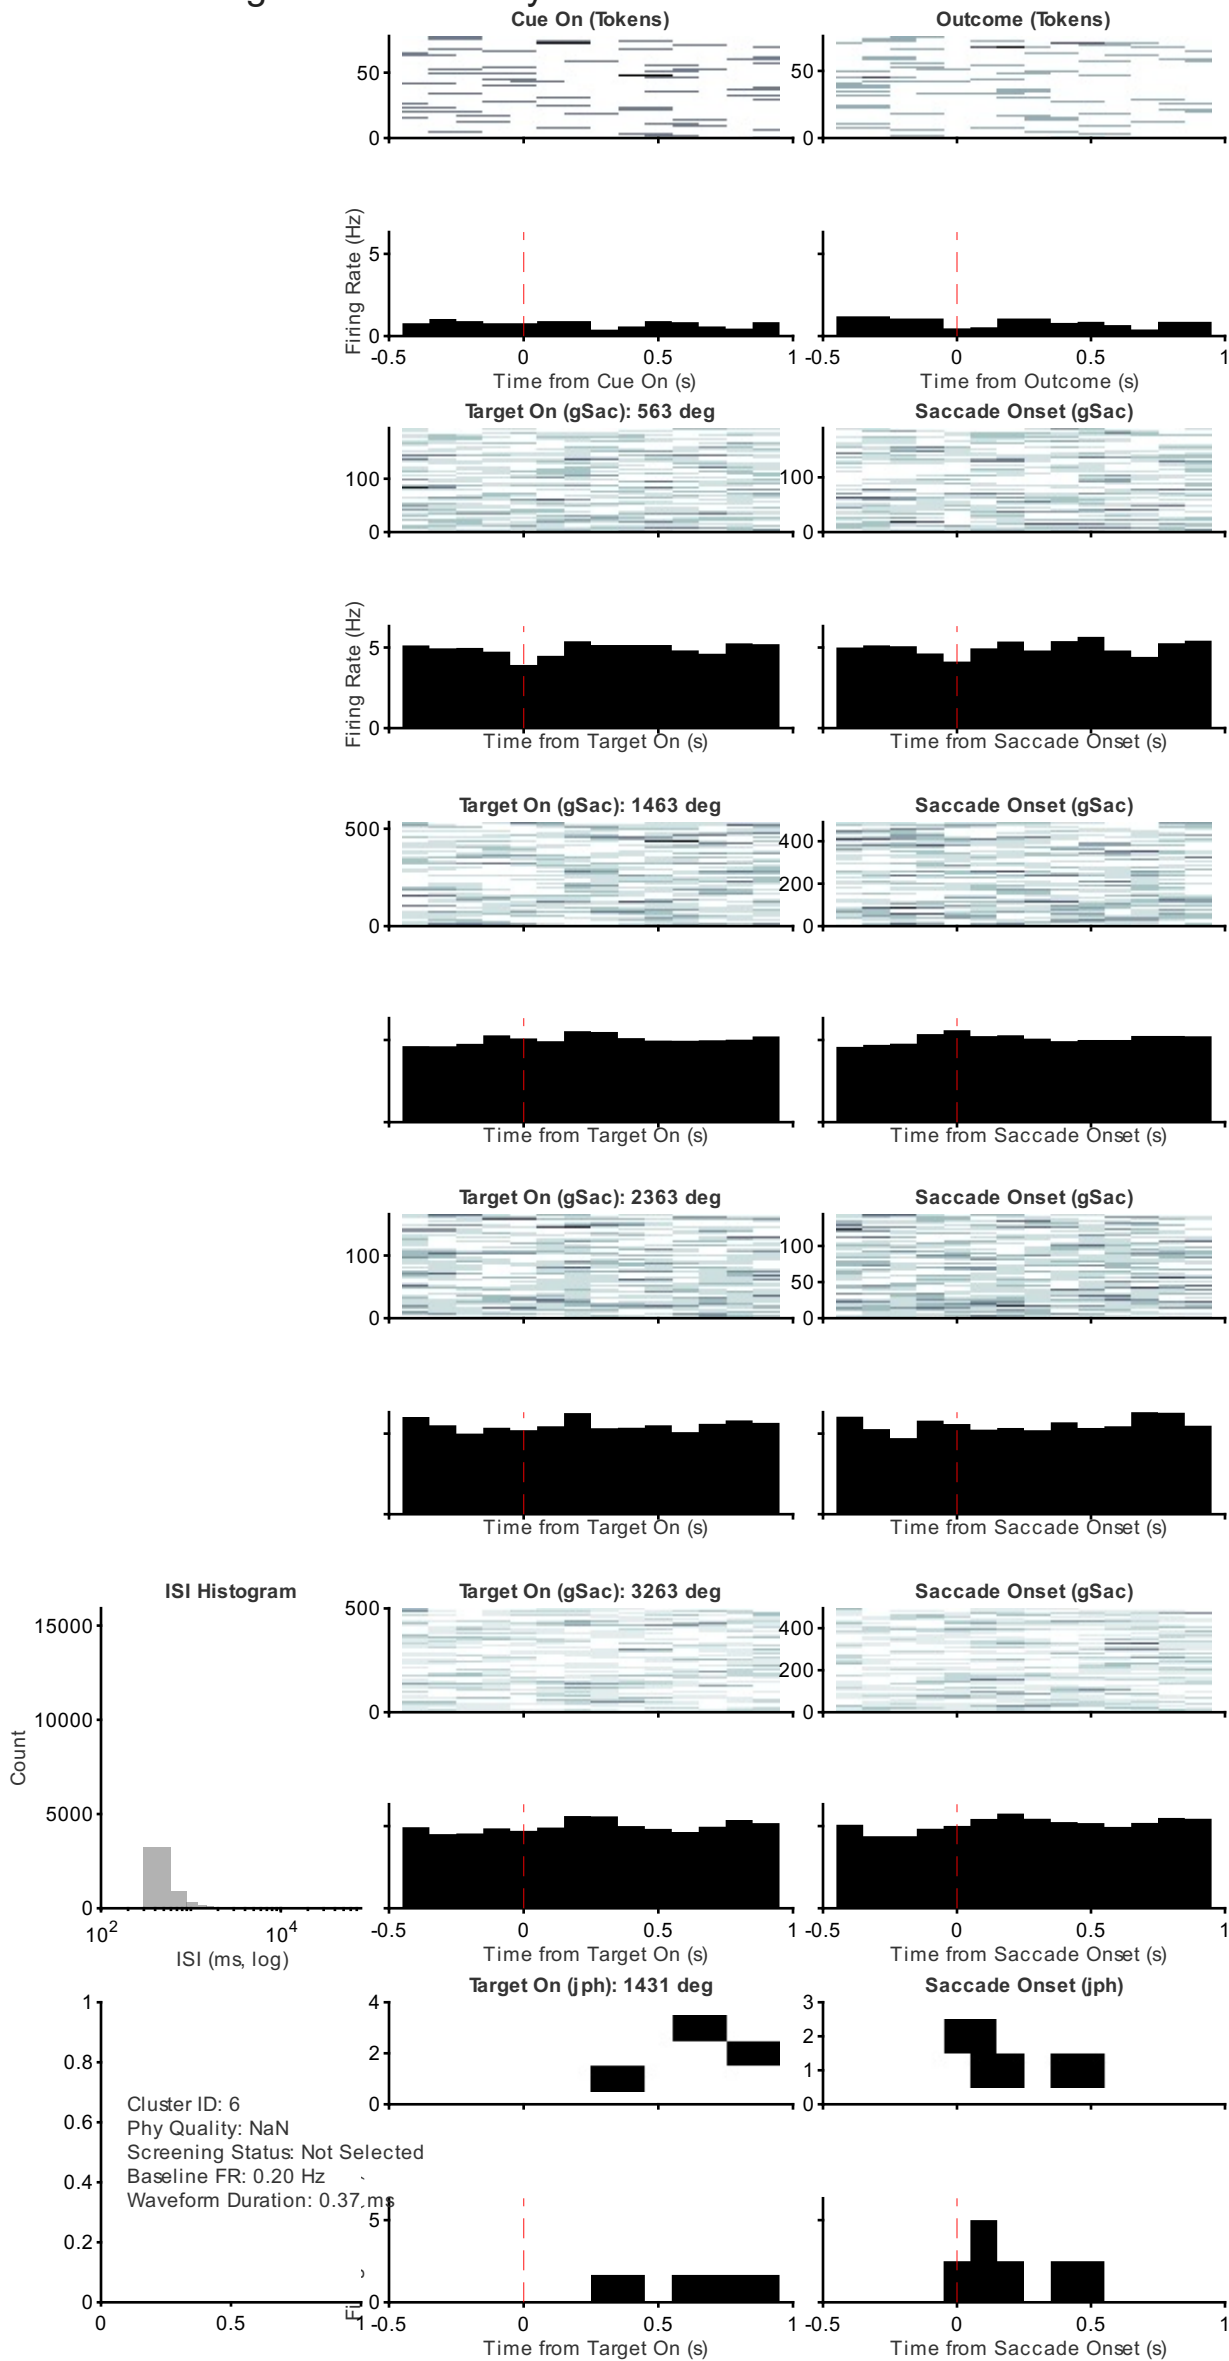 Cue On (Tokens)
Outcome (Tokens)
50
0
50
0
Firing Rate (Hz)
5
0
-0.5 0 0.5 1
-0.5 0 0.5 1
Time from Cue On (s)
Time from Outcome (s)
Target On (gSac): 563 deg
Saccade Onset (gSac)
100
0
100
0
Firing Rate (Hz)
5
0
Time from Target On (s)
Time from Saccade Onset (s)
Target On (gSac): 1463 deg
Saccade Onset (gSac)
500
0
400
200
0
Time from Target On (s)
Time from Saccade Onset (s)
Target On (gSac): 2363 deg
Saccade Onset (gSac)
100
0
100
50
0
Time from Target On (s)
Time from Saccade Onset (s)
ISI Histogram
Target On (gSac): 3263 deg
Saccade Onset (gSac)
15000
10000
5000
0
Count
10^2 10^4
ISI (ms, log)
500
0
400
200
0
-0.5 0 0.5 1
-0.5 0 0.5 1
Time from Target On (s)
Time from Saccade Onset (s)
Target On (jph): 1431 deg
Saccade Onset (jph)
1
0.8
0.6
0.4
0.2
0
0 0.5 1
Cluster ID: 6
Phy Quality: NaN
Screening Status: Not Selected
Baseline FR: 0.20 Hz
Waveform Duration: 0.37 ms
4
2
0
3
2
1
0
5
0
-0.5 0 0.5 1
-0.5 0 0.5 1
Time from Target On (s)
Time from Saccade Onset (s)